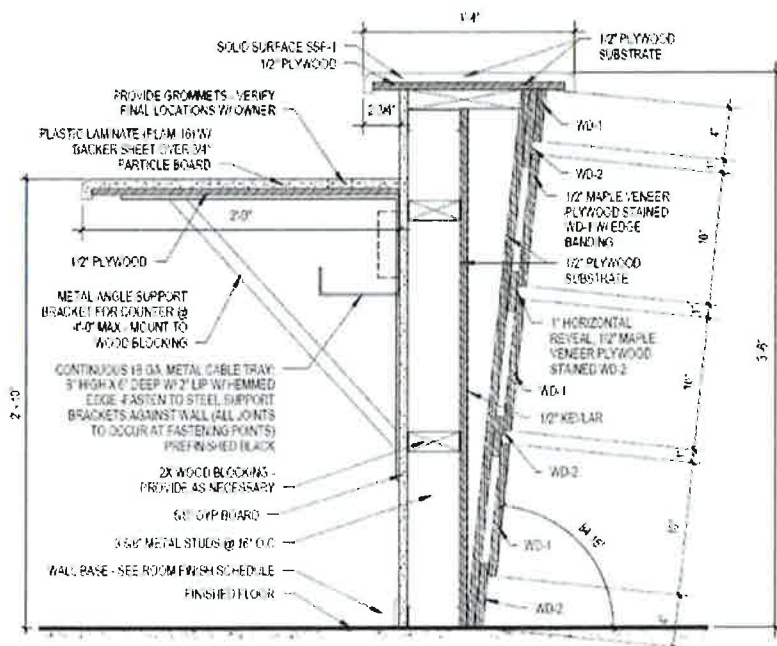 1'-4"
SOLID SURFACE SSF-1
1/2" PLYWOOD
1/2" PLYWOOD
SUBSTRATE
PROVIDE GROMMETS - VERIFY
FINAL LOCATIONS W/ OWNER
2 3/4"
WD-1
PLASTIC LAMINATE (PLAM-16) W/
BACKER SHEET OVER 3/4"
PARTICLE BOARD
WD-2
1"
1/2" MAPLE VENEER
PLYWOOD STAINED
WD-1 W/ EDGE
BANDING
2'-0"
1/2" PLYWOOD
1/2" PLYWOOD
SUBSTRATE
METAL ANGLE SUPPORT
BRACKET FOR COUNTER @
4'-0" MAX - MOUNT TO
WOOD BLOCKING
1"
1" HORIZONTAL
REVEAL, 1/2" MAPLE
VENEER PLYWOOD
STAINED WD-2
CONTINUOUS 18 GA. METAL CABLE TRAY:
HIGH X 6" DEEP W/ 2" LIP W/ HEMMED
EDGE - FASTEN TO STEEL SUPPORT
BRACKETS AGAINST WALL (ALL JOINTS
TO OCCUR AT FASTENING POINTS)
PREFINISHED BLACK
WD-1
1/2" KEVLAR
1"
2'-10"
WD-2
2X WOOD BLOCKING -
PROVIDE AS NECESSARY
5/8" GYP BOARD
3 5/8" METAL STUDS @ 16" O.C.
WD-1
WALL BASE - SEE ROOM FINISH SCHEDULE
FINISHED FLOOR
WD-2